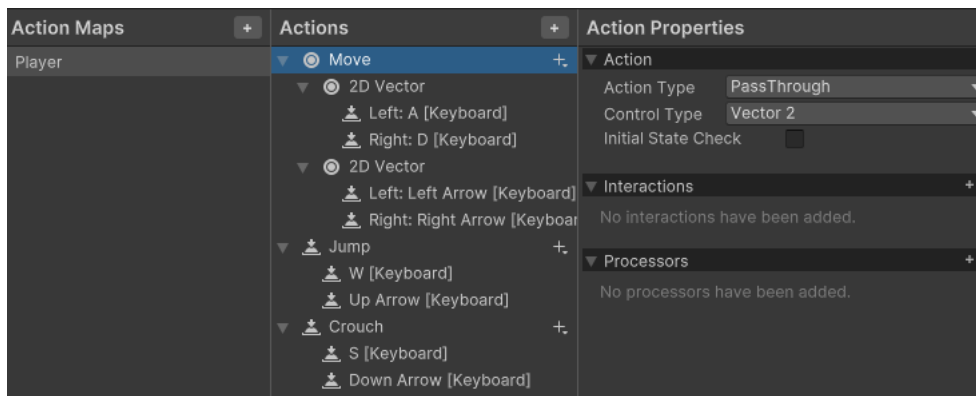 Action Maps
Player
Actions
Move
2D Vector
Left: A [Keyboard]
Right: D [Keyboard]
2D Vector
Left: Left Arrow [Keyboard]
Right: Right Arrow [Keyboar
Jump
W [Keyboard]
Up Arrow [Keyboard]
Crouch
S [Keyboard]
Down Arrow [Keyboard]
Action Properties
Action
Action Type PassThrough
Control Type Vector 2
Initial State Check
Interactions
No interactions have been added.
Processors
No processors have been added.